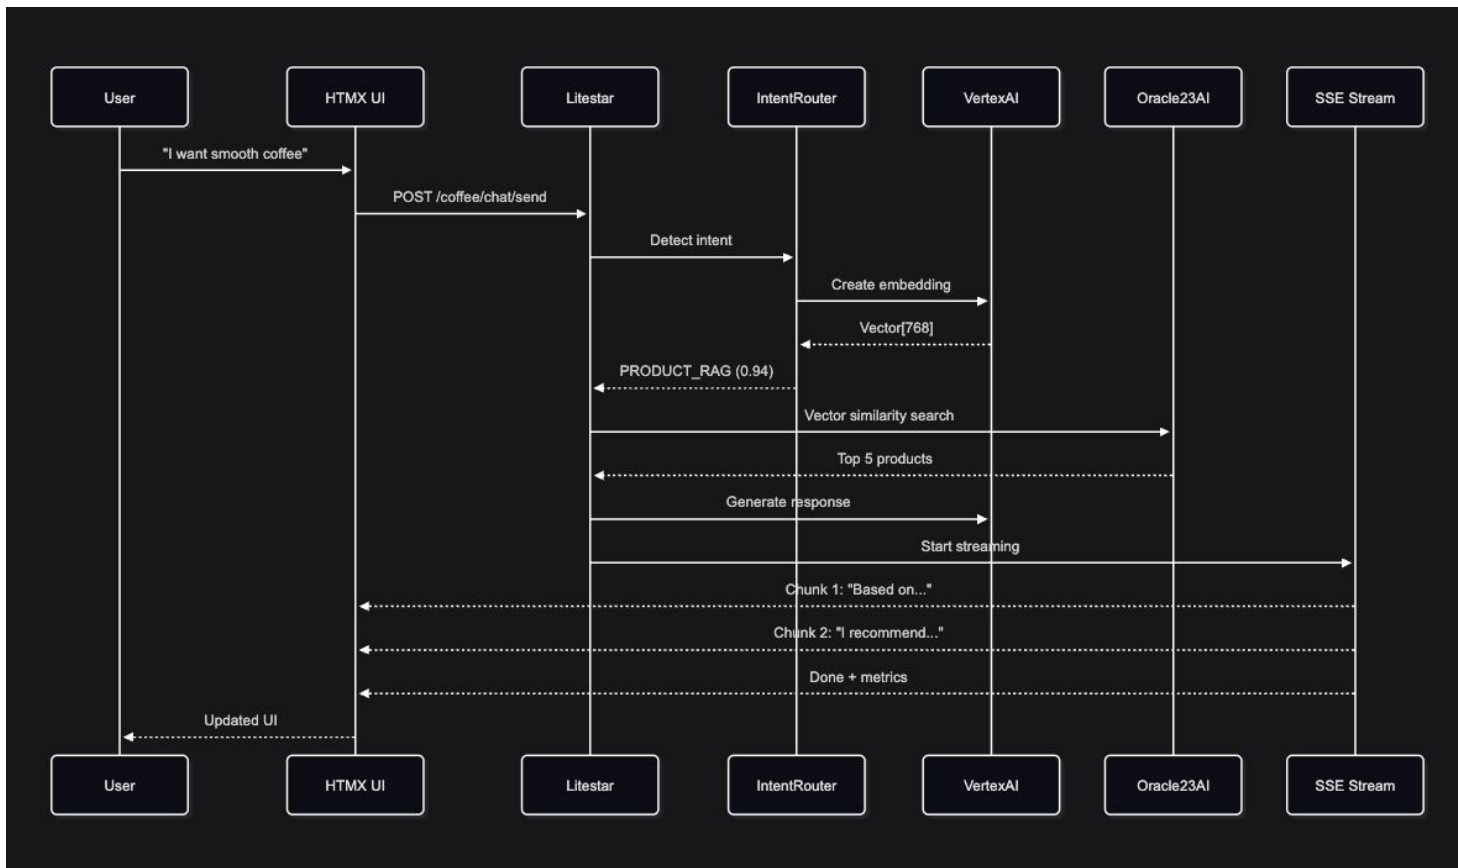 User
HTMX UI
Litestar
IntentRouter
VertexAI
Oracle23AI
SSE Stream
"I want smooth coffee"
POST /coffee/chat/send
Detect intent
Create embedding
Vector[768]
PRODUCT_RAG (0.94)
Vector similarity search
Top 5 products
Generate response
Start streaming
Chunk 1: "Based on..."
Chunk 2: "I recommend..."
Done + metrics
Updated UI
User
HTMX UI
Litestar
IntentRouter
VertexAI
Oracle23AI
SSE Stream